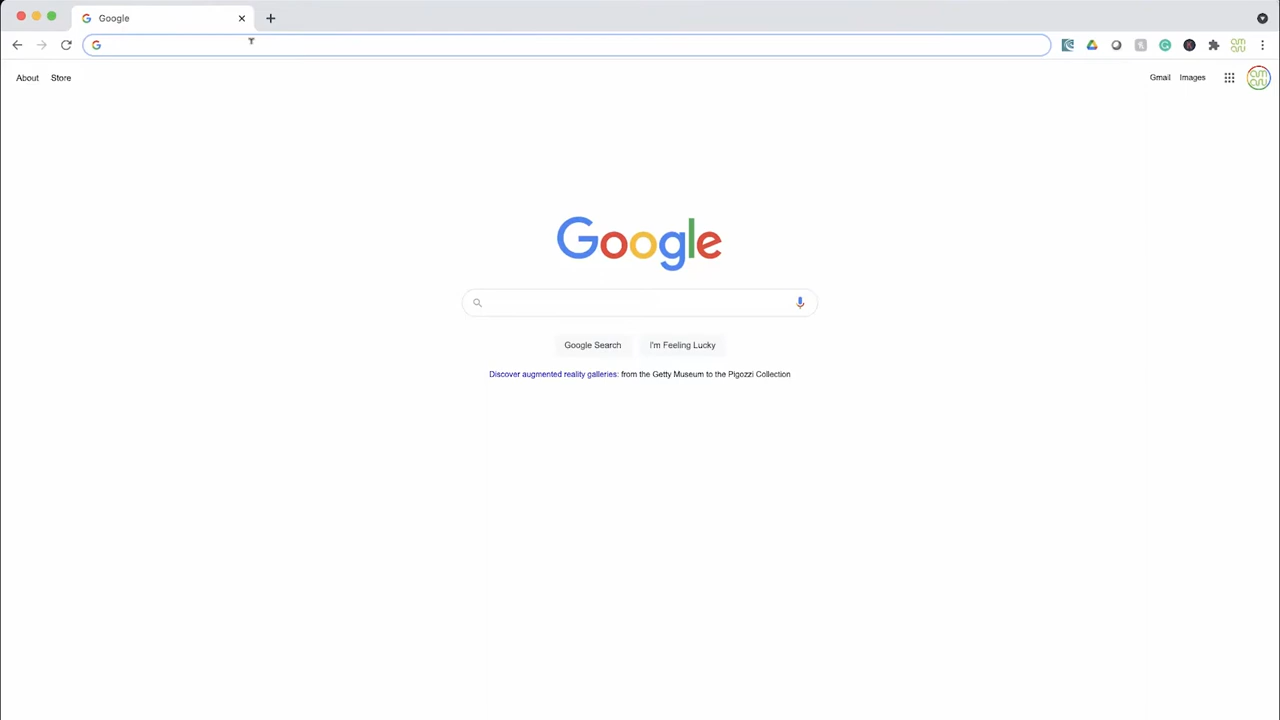 Google
About Store
Gmail Images
Google
Google Search I'm Feeling Lucky
Discover augmented reality galleries: from the Getty Museum to the Pigozzi Collection